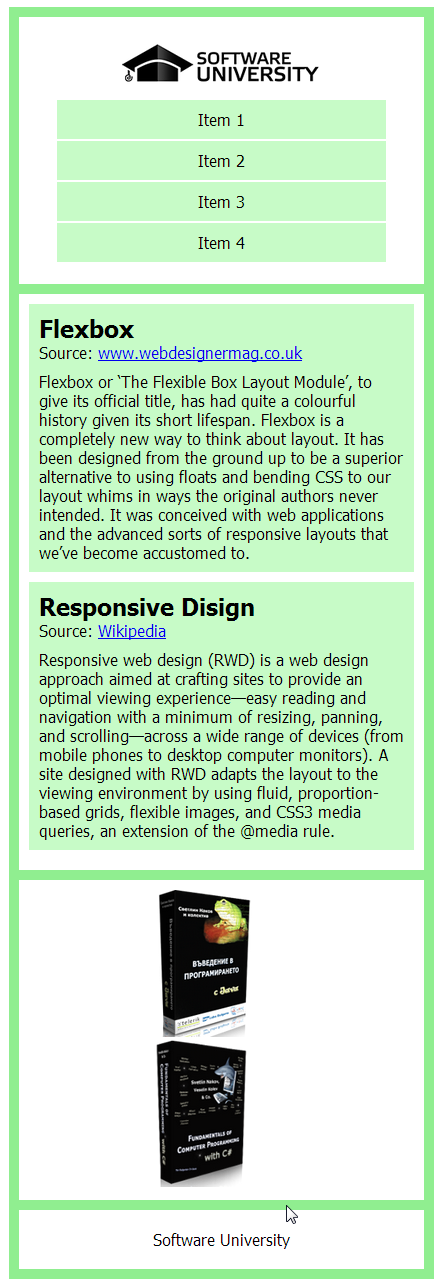 SOFTWARE
UNIVERSITY
Item 1
Item 2
Item 3
Item 4
Flexbox
Source: www.webdesignermag.co.uk
Flexbox or ‘The Flexible Box Layout Module’, to
give its official title, has had quite a colourful
history given its short lifespan. Flexbox is a
completely new way to think about layout. It has
been designed from the ground up to be a superior
alternative to using floats and bending CSS to our
layout whims in ways the original authors never
intended. It was conceived with web applications
and the advanced sorts of responsive layouts that
we’ve become accustomed to.
Responsive Disign
Source: Wikipedia
Responsive web design (RWD) is a web design
approach aimed at crafting sites to provide an
optimal viewing experience—easy reading and
navigation with a minimum of resizing, panning,
and scrolling—across a wide range of devices (from
mobile phones to desktop computer monitors). A
site designed with RWD adapts the layout to the
viewing environment by using fluid, proportion-
based grids, flexible images, and CSS3 media
queries, an extension of the @media rule.
Светлин Наков
и колектив
ВЪВЕДЕНИЕ В
ПРОГРАМИРАНЕТО
с Java
telerik
Svetlin Nakov,
Veselin Kolev
& Co.
FUNDAMENTALS OF
COMPUTER PROGRAMMING
with C#
FUNDAMENTALS OF
COMPUTER PROGRAMMING
with C#
Software University